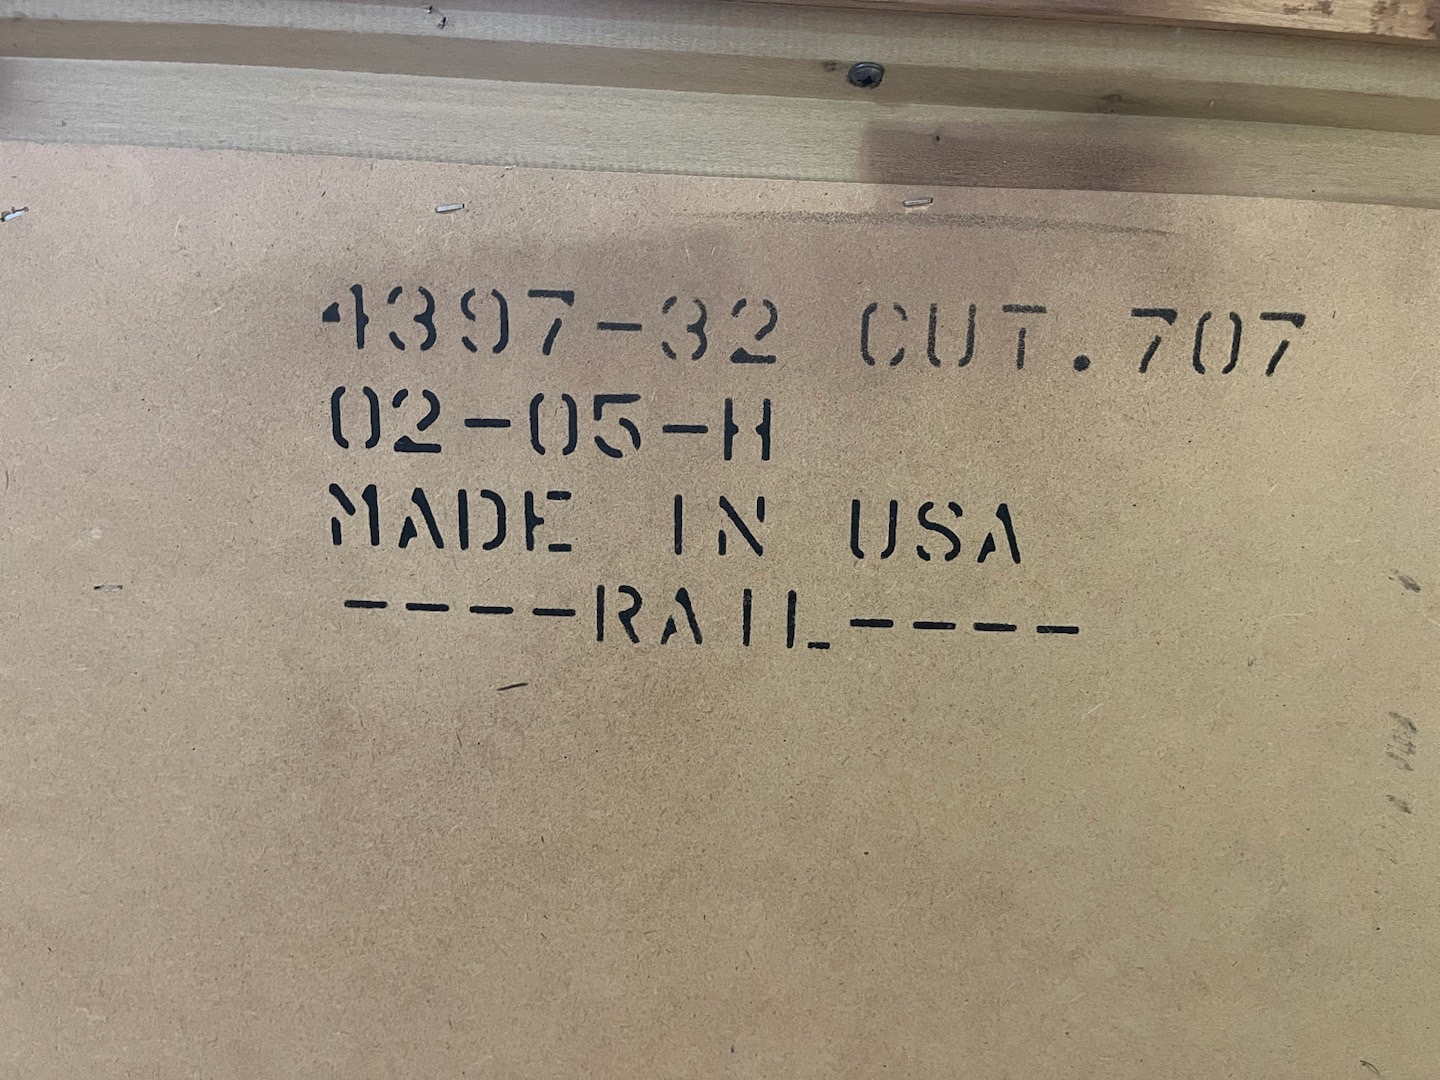 4397-32 CUT.707
02-05-H
MADE IN USA
----RAIL----